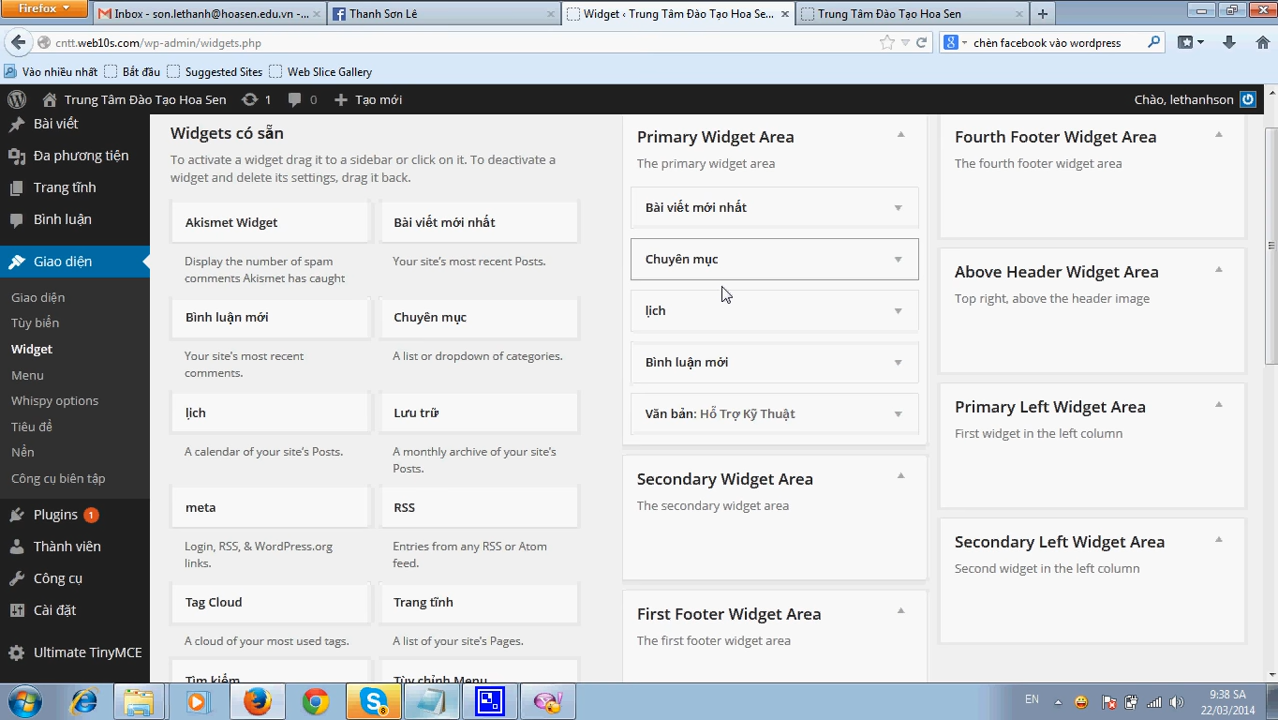 Firefox
Inbox - son.lethanh@hoasen.edu.vn -...
Thanh Sơn Lê
Widget ‹ Trung Tâm Đào Tạo Hoa Se...
Trung Tâm Đào Tạo Hoa Sen
cntt.web10s.com/wp-admin/widgets.php
chèn facebook vào wordpress
Vào nhiều nhất
Bắt đầu
Suggested Sites
Web Slice Gallery
Trung Tâm Đào Tạo Hoa Sen
1
0
Tạo mới
Chào, lethanhson
Bài viết
Đa phương tiện
Trang tĩnh
Bình luận
Giao diện
Giao diện
Tùy biến
Widget
Menu
Whispy options
Tiêu đề
Nền
Công cụ biên tập
Plugins 1
Thành viên
Công cụ
Cài đặt
Ultimate TinyMCE
Widgets có sẵn
To activate a widget drag it to a sidebar or click on it. To deactivate a
widget and delete its settings, drag it back.
Akismet Widget
Display the number of spam
comments Akismet has caught
Bài viết mới nhất
Your site's most recent Posts.
Bình luận mới
Your site's most recent
comments.
Chuyên mục
A list or dropdown of categories.
lịch
A calendar of your site's Posts.
Lưu trữ
A monthly archive of your site's
Posts.
meta
Login, RSS, & WordPress.org
links.
RSS
Entries from any RSS or Atom
feed.
Tag Cloud
A cloud of your most used tags.
Trang tĩnh
A list of your site's Pages.
Tìm kiếm
Tùy chỉnh Menu
Primary Widget Area
The primary widget area
Bài viết mới nhất
Chuyên mục
lịch
Bình luận mới
Văn bản: Hỗ Trợ Kỹ Thuật
Secondary Widget Area
The secondary widget area
First Footer Widget Area
The first footer widget area
Fourth Footer Widget Area
The fourth footer widget area
Above Header Widget Area
Top right, above the header image
Primary Left Widget Area
First widget in the left column
Secondary Left Widget Area
Second widget in the left column
EN
9:38 SA
22/03/2014